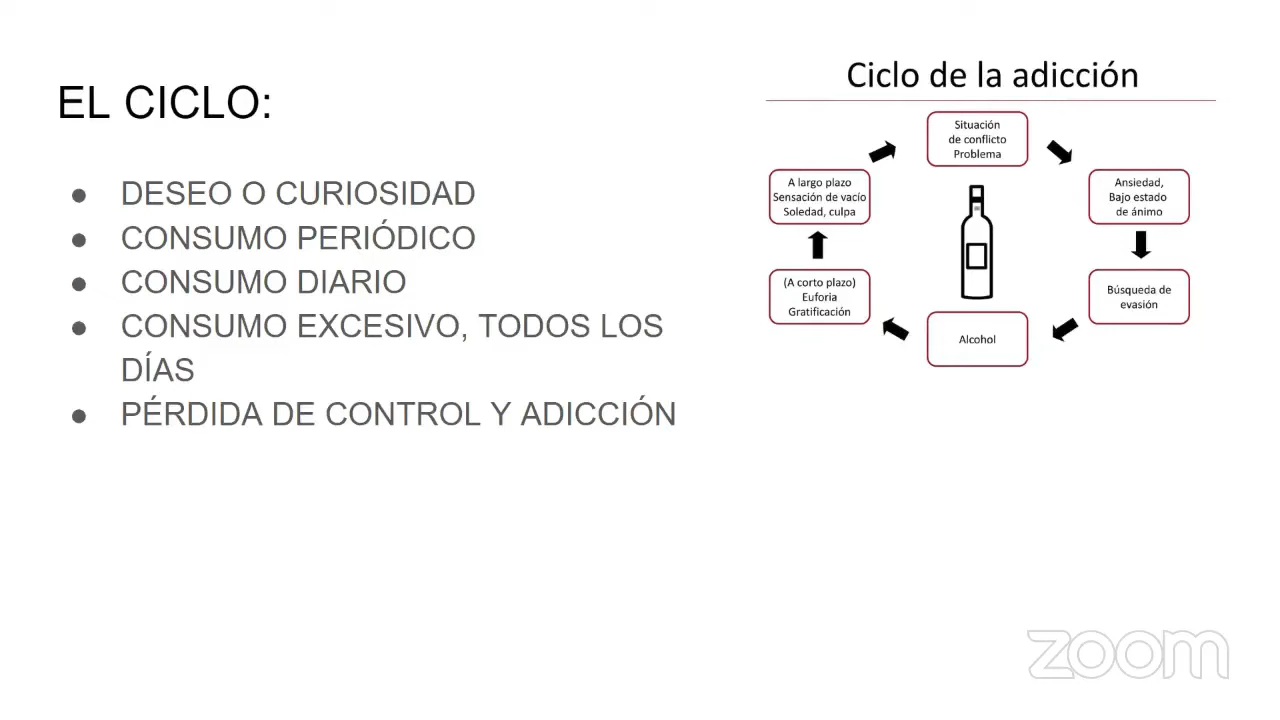 EL CICLO:
● DESEO O CURIOSIDAD
● CONSUMO PERIÓDICO
● CONSUMO DIARIO
● CONSUMO EXCESIVO, TODOS LOS
DÍAS
● PÉRDIDA DE CONTROL Y ADICCIÓN
Ciclo de la adicción
Situación
de conflicto
Problema
Ansiedad,
Bajo estado
de ánimo
Búsqueda de
evasión
Alcohol
(A corto plazo)
Euforia
Gratificación
A largo plazo
Sensación de vacío
Soledad, culpa
zoom